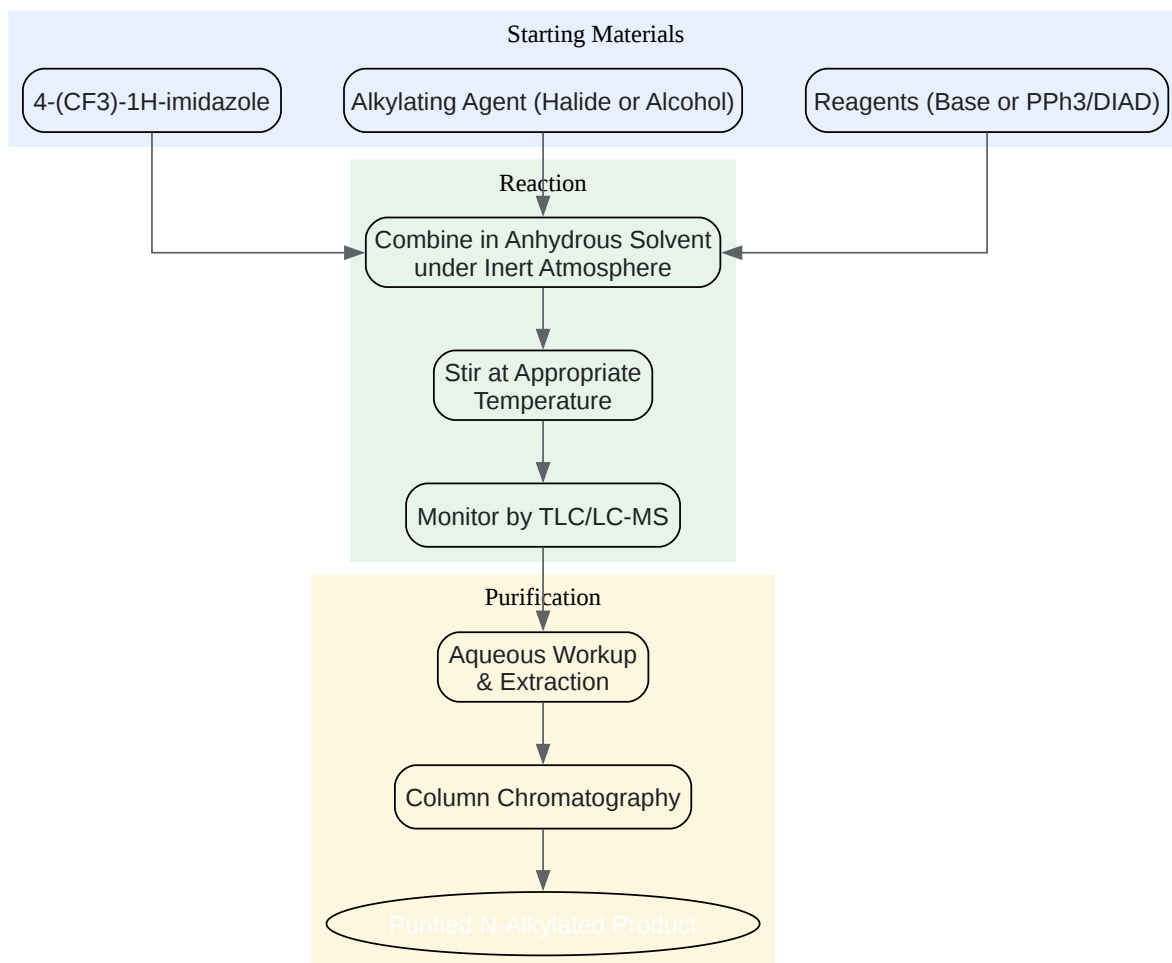 Starting Materials
4-(CF3)-1H-imidazole
Alkylating Agent (Halide or Alcohol)
Reagents (Base or PPh3/DIAD)
Reaction
Combine in Anhydrous Solvent
under Inert Atmosphere
Stir at Appropriate
Temperature
Monitor by TLC/LC-MS
Purification
Aqueous Workup
& Extraction
Column Chromatography
Purified N-Alkylated Product